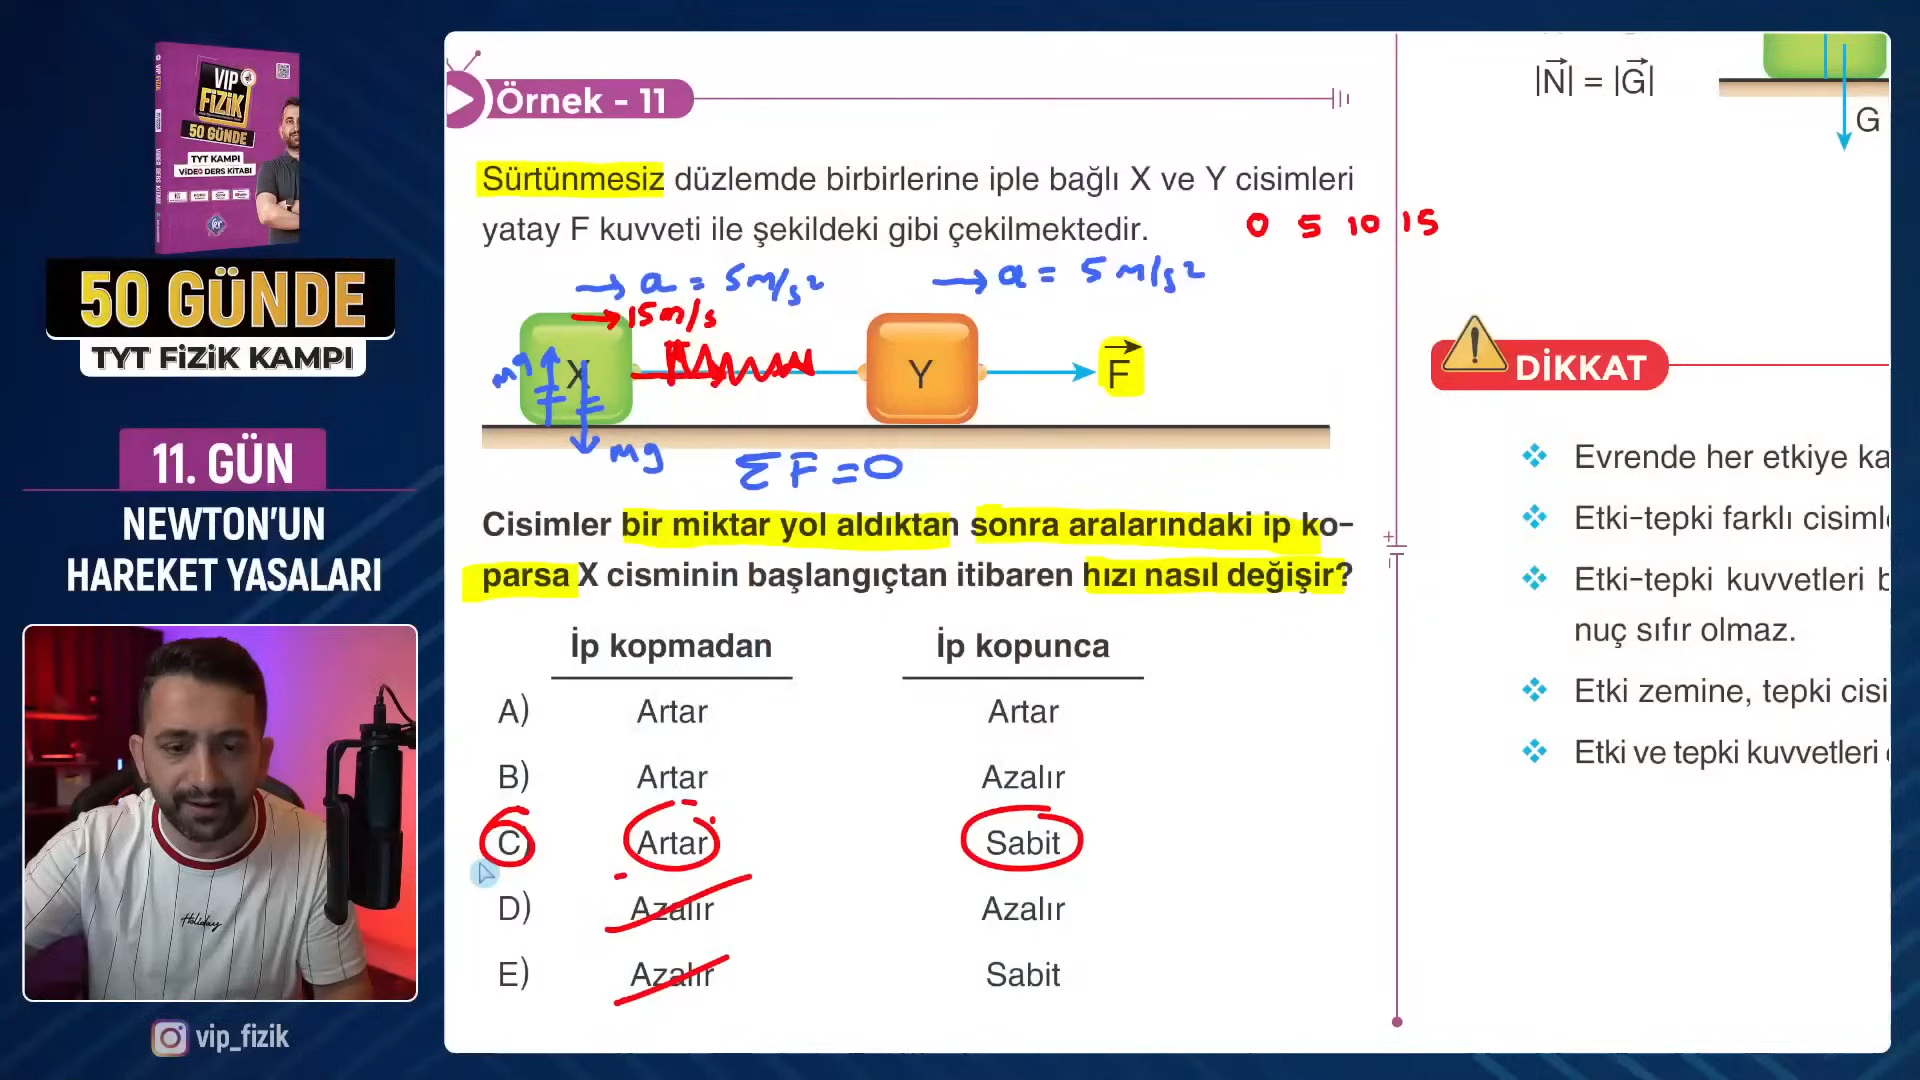 VIP
FİZİK
50 GÜNDE
TYT KAMPI
VİDEO DERS KİTABI
50 GÜNDE
TYT FİZİK KAMPI
11. GÜN
NEWTON'UN
HAREKET YASALARI
Holiday
vip_fizik
Örnek - 11
Sürtünmesiz düzlemde birbirlerine iple bağlı X ve Y cisimleri
yatay F kuvveti ile şekildeki gibi çekilmektedir.
0 5 10 15
a = 5m/s²
a = 5m/s²
15m/s
mg
X
Y
F
mg
ΣF=0
Cisimler bir miktar yol aldıktan sonra aralarındaki ip ko-
parsa X cisminin başlangıçtan itibaren hızı nasıl değişir?
İp kopmadan İp kopunca
A) Artar Artar
B) Artar Azalır
C) Artar Sabit
D) Azalır Azalır
E) Azalır Sabit
|N| = |G|
G
DİKKAT
Evrende her etkiye ka
Etki-tepki farklı cisiml
Etki-tepki kuvvetleri b
nuç sıfır olmaz.
Etki zemine, tepki cisi
Etki ve tepki kuvvetleri